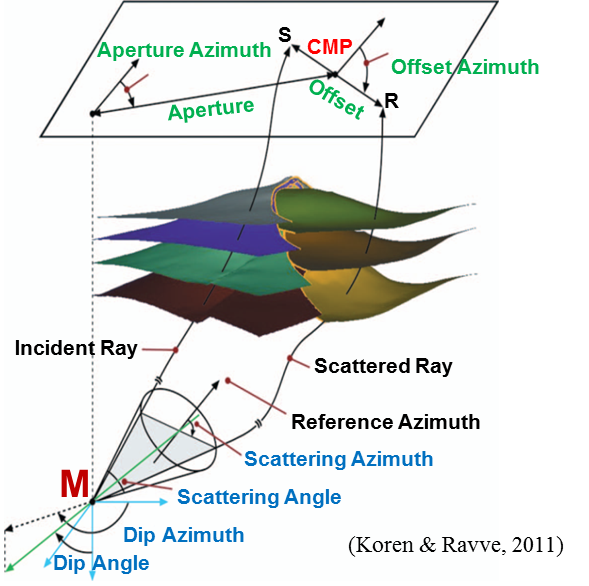 S
CMP
Aperture Azimuth
Offset Azimuth
Aperture
Offset
R
Incident Ray
Scattered Ray
Reference Azimuth
Scattering Azimuth
M
Scattering Angle
Dip Azimuth
Dip Angle
(Koren & Ravve, 2011)